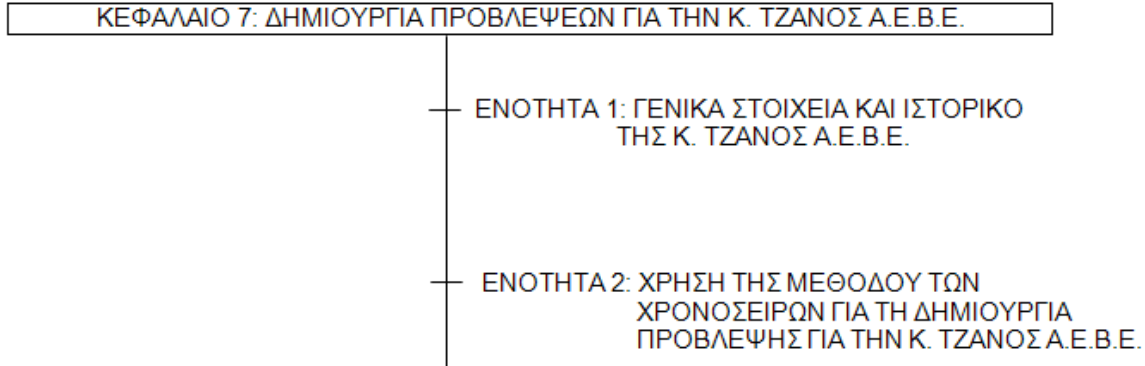 ΚΕΦΑΛΑΙΟ 7: ΔΗΜΙΟΥΡΓΙΑ ΠΡΟΒΛΕΨΕΩΝ ΓΙΑ ΤΗΝ Κ. ΤΖΑΝΟΣ Α.Ε.Β.Ε.
ΕΝΟΤΗΤΑ 1: ΓΕΝΙΚΑ ΣΤΟΙΧΕΙΑ ΚΑΙ ΙΣΤΟΡΙΚΟ
ΤΗΣ Κ. ΤΖΑΝΟΣ Α.Ε.Β.Ε.
ΕΝΟΤΗΤΑ 2: ΧΡΗΣΗ ΤΗΣ ΜΕΘΟΔΟΥ ΤΩΝ
ΧΡΟΝΟΣΕΙΡΩΝ ΓΙΑ ΤΗ ΔΗΜΙΟΥΡΓΙΑ
ΠΡΟΒΛΕΨΗΣ ΓΙΑ ΤΗΝ Κ. ΤΖΑΝΟΣ Α.Ε.Β.Ε.